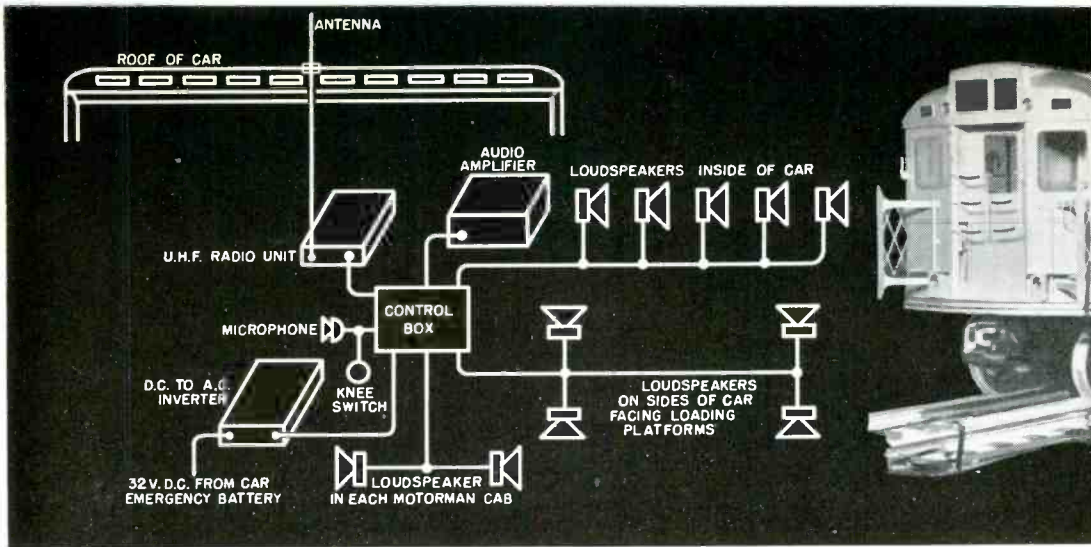 ANTENNA
ROOF OF CAR
AUDIO
AMPLIFIER
LOUDSPEAKERS INSIDE OF CAR
U.H.F. RADIO UNIT
CONTROL
BOX
MICROPHONE
KNEE
SWITCH
D.C. TO A.C.
INVERTER
LOUDSPEAKERS
ON SIDES OF CAR
FACING LOADING
PLATFORMS
32 V. D.C. FROM CAR
EMERGENCY BATTERY
LOUDSPEAKER
IN EACH MOTORMAN CAB